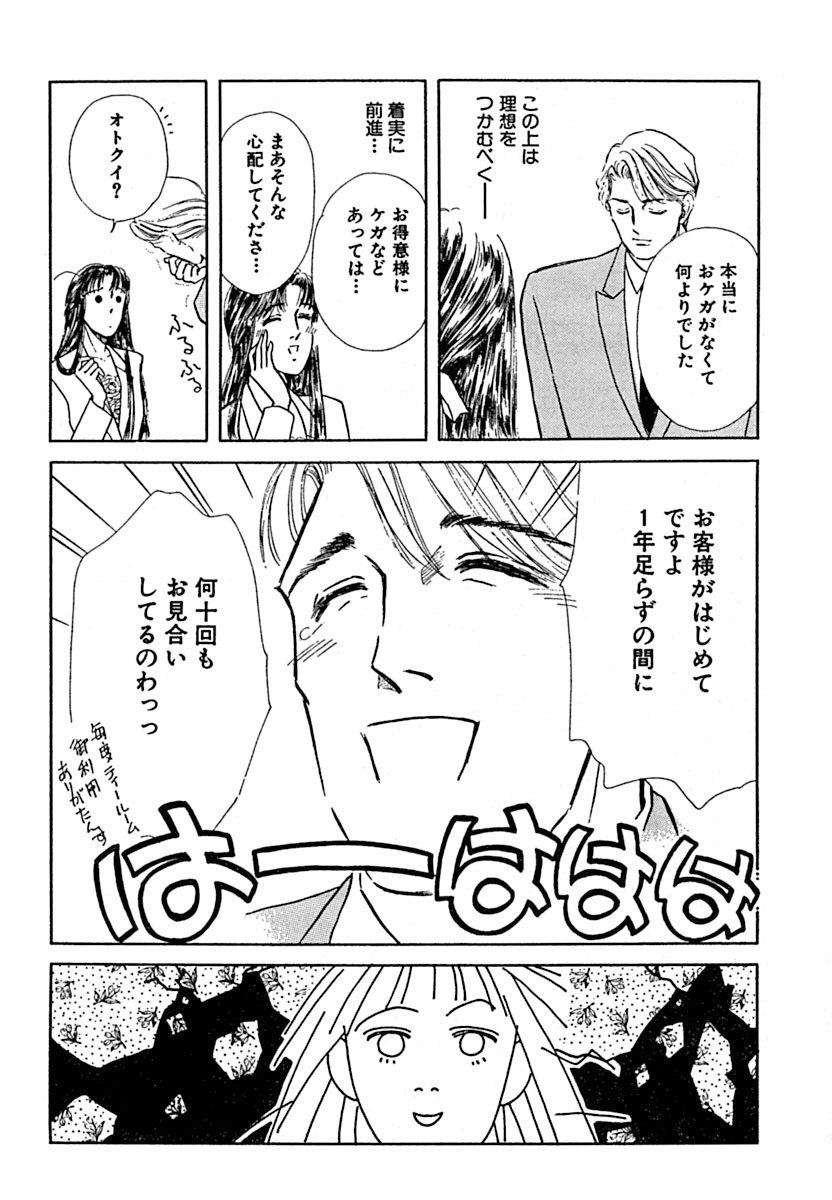 この上は
理想を
つかむべく――
本当に
おケガがなくて
何よりでした
着実に
前進…
お得意様に
ケガなど
あっては…
まあそんな
心配してくださ…
オトクイ？
ふるふる
お客様がはじめて
ですよ
1年足らずの間に
何十回も
お見合い
してるのわっっ
毎度ティールーム
御利用
ありがたんす
はーははは